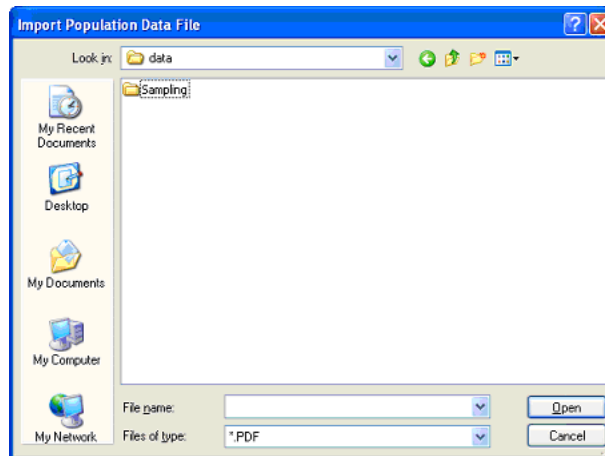 Import Population Data File
Look in: data
Sampling
My Recent
Documents
Desktop
My Documents
My Computer
My Network
File name:
Open
Files of type: *.PDF
Cancel